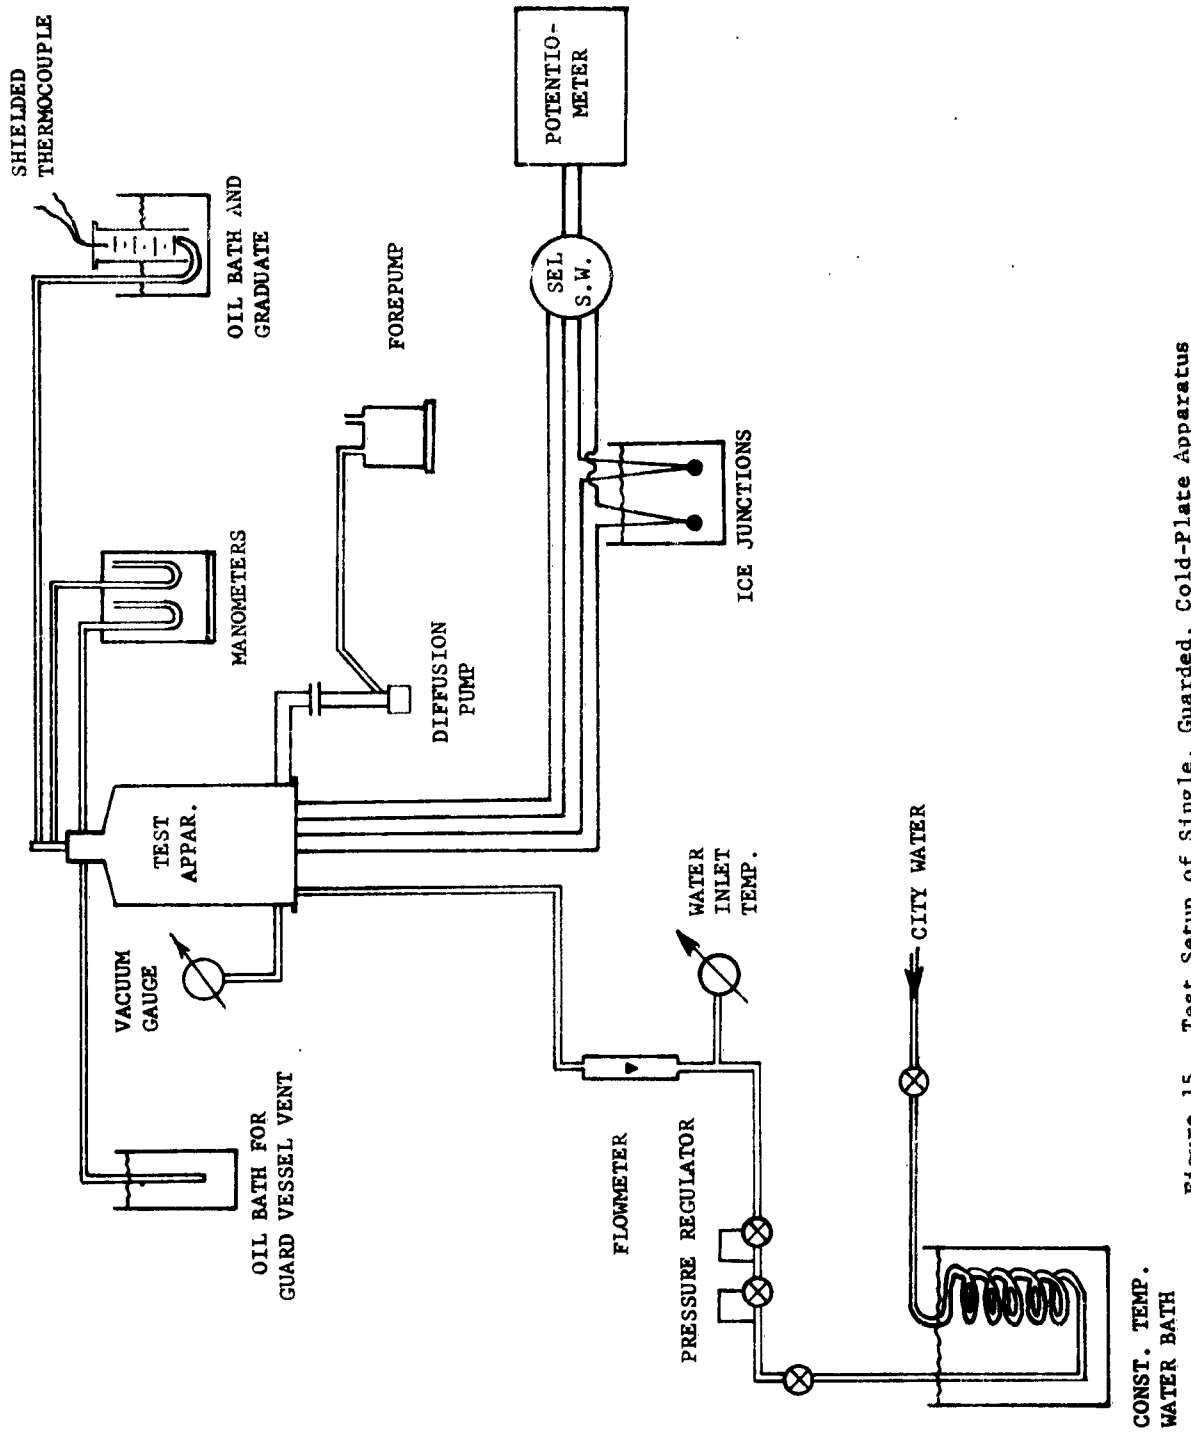 SHIELDED
THERMOCOUPLE
OIL BATH AND
GRADUATE
MANOMETERS
FOREPUMP
DIFFUSION
PUMP
TEST
APPAR.
VACUUM
GAUGE
OIL BATH FOR
GUARD VESSEL VENT
POTENTIO-
METER
SEL
S.W.
ICE JUNCTIONS
WATER
INLET
TEMP.
FLOWMETER
PRESSURE REGULATOR
CITY WATER
CONST. TEMP.
WATER BATH
Figure 15. Test Setup of Single, Guarded, Cold-Plate Apparatus